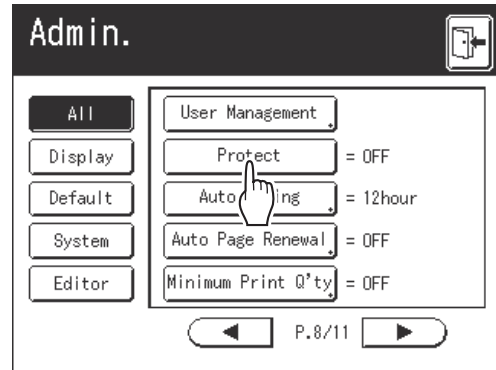 Admin.
All
User Management
Display
Protect = OFF
Default
Auto ing = 12hour
System
Auto Page Renewal = OFF
Editor
Minimum Print Q'ty = OFF
P.8/11